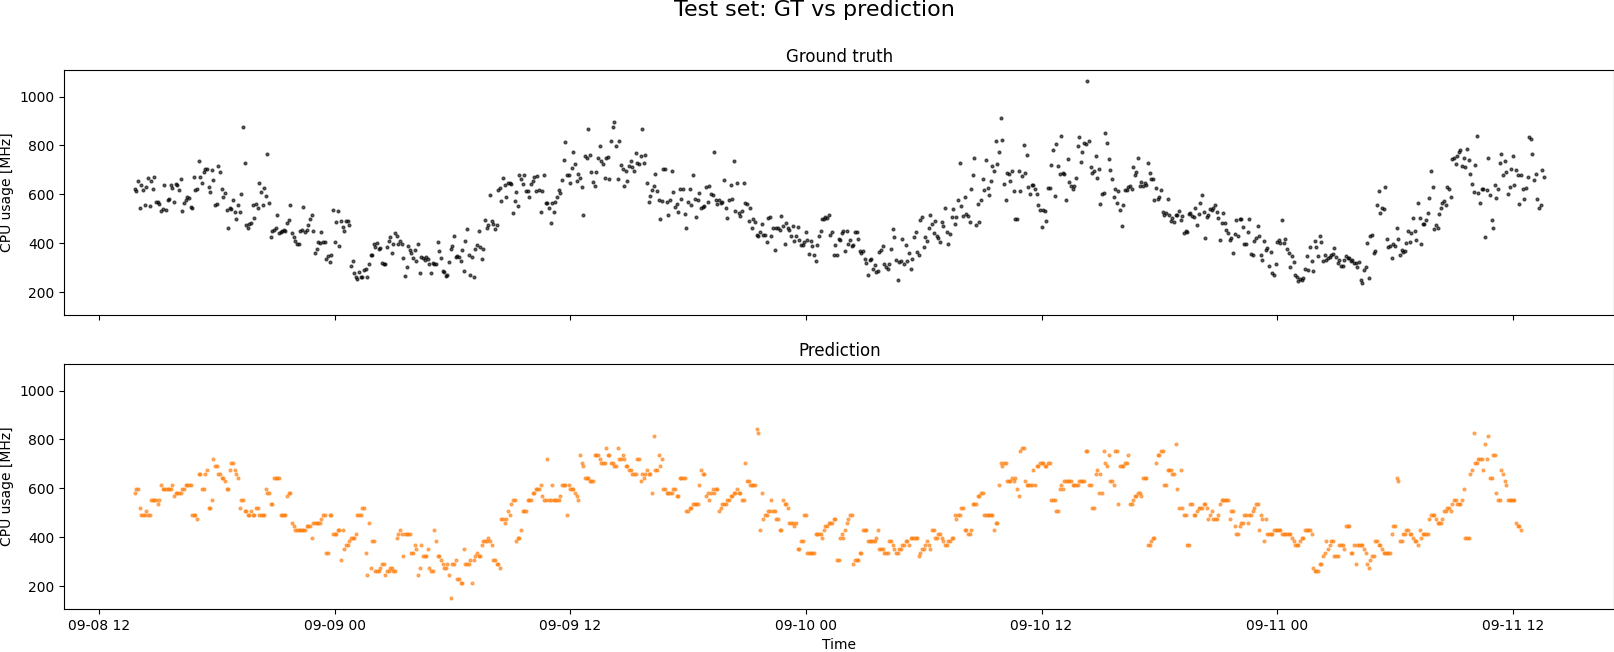 Test set: GT vs prediction
Ground truth
CPU usage [MHz]
1000
800
600
400
200
Prediction
CPU usage [MHz]
1000
800
600
400
200
09-08 12 09-09 00 09-09 12 09-10 00 09-10 12 09-11 00 09-11 12
Time